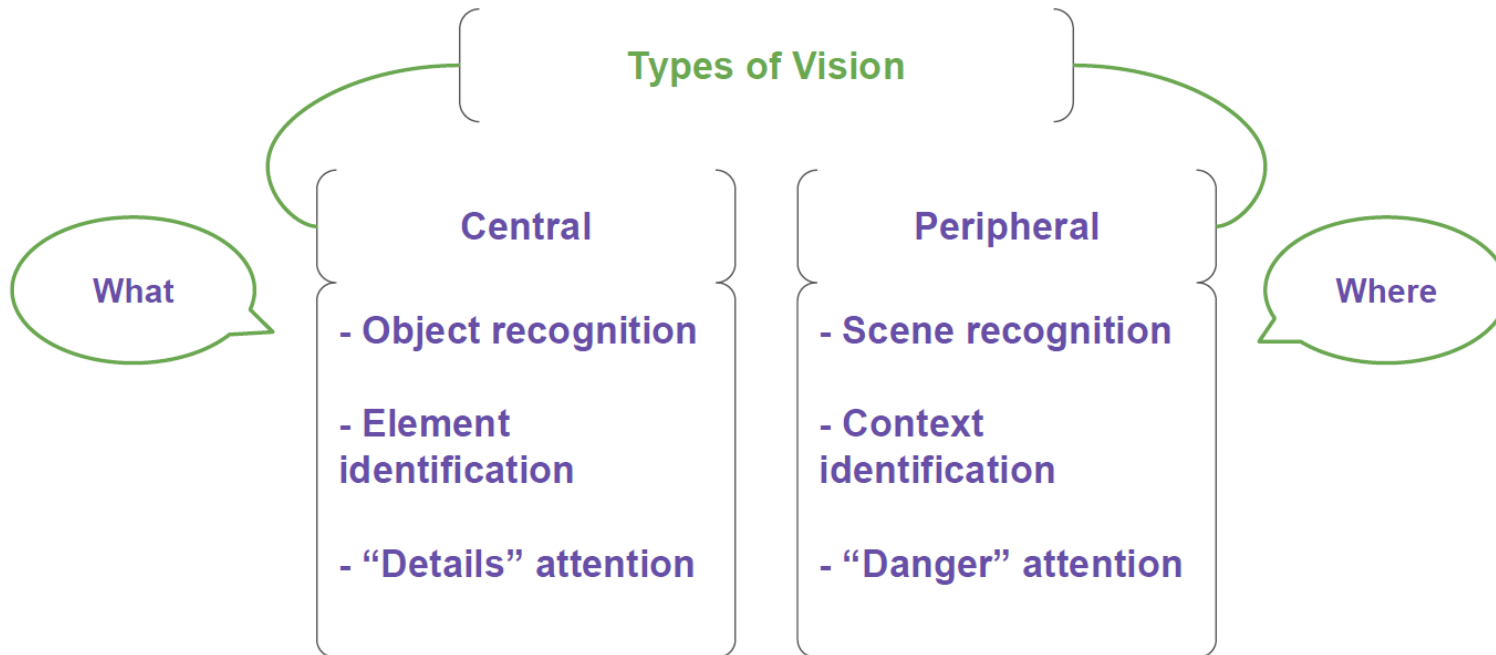 Types of Vision
Central
What
- Object recognition
- Element
identification
- “Details” attention
Peripheral
Where
- Scene recognition
- Context
identification
- “Danger” attention